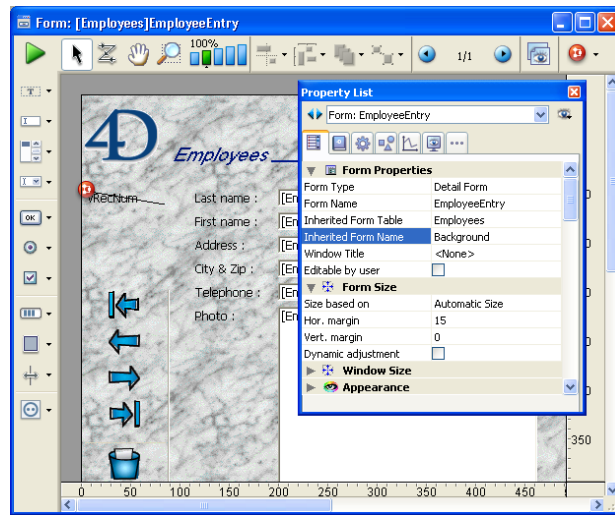 Form: [Employees]EmployeeEntry
100%
1/1
Property List
Form: EmployeeEntry
4D
Employees
vRecNum
Last name :
[En
First name :
[En
Address :
[En
City & Zip :
[En
Telephone :
[En
Photo :
[En
Form Properties
Form Type Detail Form
Form Name EmployeeEntry
Inherited Form Table Employees
Inherited Form Name Background
Window Title <None>
Editable by user
Form Size
Size based on Automatic Size
Hor. margin 15
Vert. margin 0
Dynamic adjustment
Window Size
Appearance
OK
350
0 50 100 150 200 250 300 350 400 450